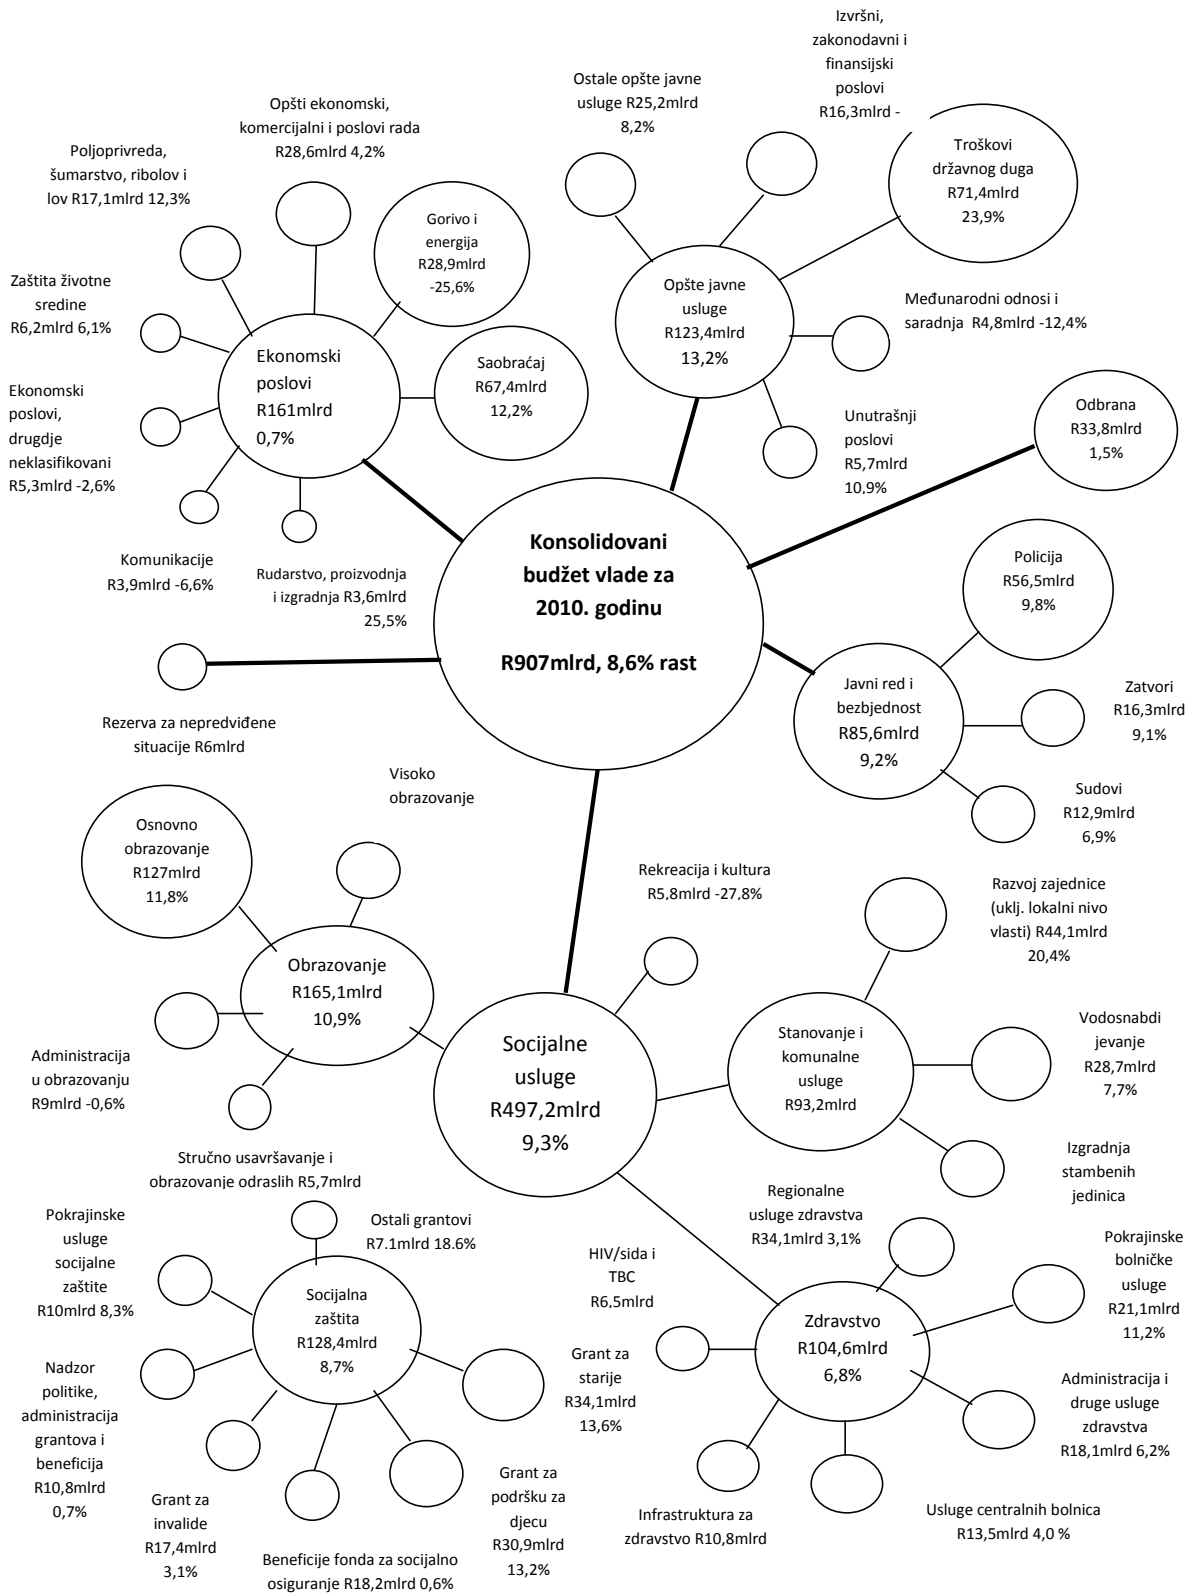 Izvršni,
zakonodavni i
finansijski
poslovi
R16,3mlrd -
Ostale opšte javne
usluge R25,2mlrd
8,2%
Opšti ekonomski,
komercijalni i poslovi rada
R28,6mlrd 4,2%
Troškovi
državnog duga
R71,4mlrd
23,9%
Poljoprivreda,
šumarstvo, ribolov i
lov R17,1mlrd 12,3%
Gorivo i
energija
R28,9mlrd
-25,6%
Zaštita životne
sredine
R6,2mlrd 6,1%
Opšte javne
usluge
R123,4mlrd
13,2%
Međunarodni odnosi i
saradnja R4,8mlrd -12,4%
Ekonomski
poslovi
R161mlrd
0,7%
Saobraćaj
R67,4mlrd
12,2%
Ekonomski
poslovi,
drugdje
neklasifikovani
R5,3mlrd -2,6%
Unutrašnji
poslovi
R5,7mlrd
10,9%
Odbrana
R33,8mlrd
1,5%
Komunikacije
R3,9mlrd -6,6%
Rudarstvo, proizvodnja
i izgradnja R3,6mlrd
25,5%
Konsolidovani
budžet vlade za
2010. godinu
R907mlrd, 8,6% rast
Policija
R56,5mlrd
9,8%
Javni red i
bezbjednost
R85,6mlrd
9,2%
Zatvori
R16,3mlrd
9,1%
Rezerva za nepredviđene
situacije R6mlrd
Visoko
obrazovanje
Sudovi
R12,9mlrd
6,9%
Osnovno
obrazovanje
R127mlrd
11,8%
Rekreacija i kultura
R5,8mlrd -27,8%
Razvoj zajednice
(uklj. lokalni nivo
vlasti) R44,1mlrd
20,4%
Obrazovanje
R165,1mlrd
10,9%
Administracija
u obrazovanju
R9mlrd -0,6%
Socijalne
usluge
R497,2mlrd
9,3%
Stanovanje i
komunalne
usluge
R93,2mlrd
Vodosnabdi
jevanje
R28,7mlrd
7,7%
Stručno usavršavanje i
obrazovanje odraslih R5,7mlrd
Izgradnja
stambenih
jedinica
Pokrajinske
usluge
socijalne
zaštite
R10mlrd 8,3%
Ostali grantovi
R7.1mlrd 18.6%
Regionalne
usluge zdravstva
R34,1mlrd 3,1%
HIV/sida i
TBC
R6,5mlrd
Pokrajinske
bolničke
usluge
R21,1mlrd
11,2%
Socijalna
zaštita
R128,4mlrd
8,7%
Zdravstvo
R104,6mlrd
6,8%
Nadzor
politike,
administracija
grantova i
beneficija
R10,8mlrd
0,7%
Grant za
starije
R34,1mlrd
13,6%
Administracija i
druge usluge
zdravstva
R18,1mlrd 6,2%
Grant za
invalide
R17,4mlrd
3,1%
Beneficije fonda za socijalno
osiguranje R18,2mlrd 0,6%
Grant za
podršku za
djecu
R30,9mlrd
13,2%
Infrastruktura za
zdravstvo R10,8mlrd
Usluge centralnih bolnica
R13,5mlrd 4,0 %